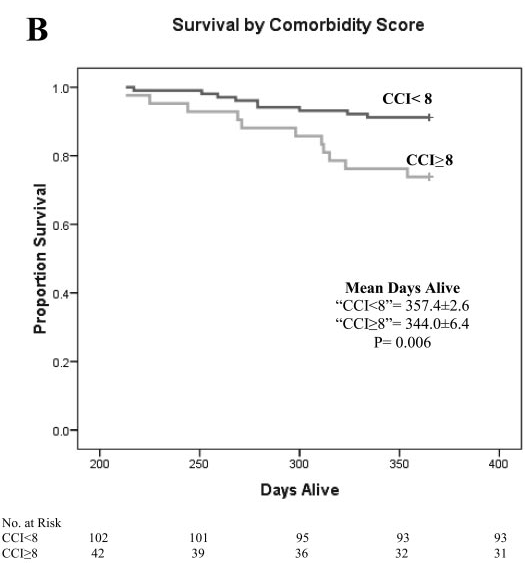 B
Survival by Comorbidity Score
Proportion Survival
1.0
0.8
0.6
0.4
0.2
0.0
CCI< 8
CCI≥8
Mean Days Alive
“CCI<8”= 357.4±2.6
“CCI≥8”= 344.0±6.4
P= 0.006
200 250 300 350 400
Days Alive
No. at Risk
CCI<8 102 101 95 93 93
CCI≥8 42 39 36 32 31